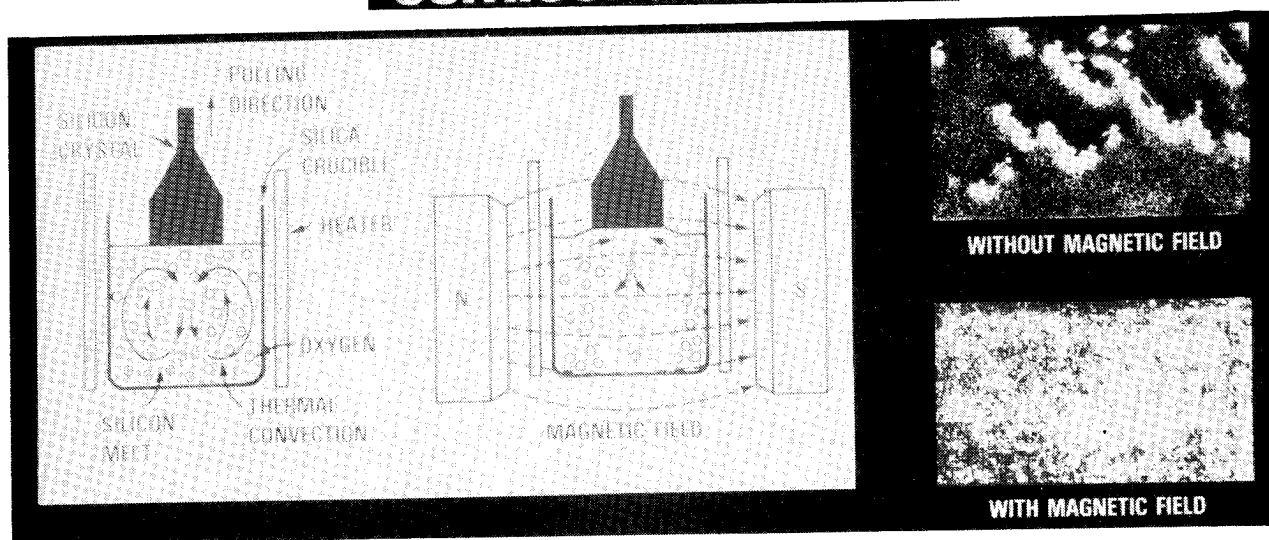 PULLING
DIRECTION
SILICON
CRYSTAL
SILICA
CRUCIBLE
HEATER
OXYGEN
SILICON
MELT
THERMAL
CONVECTION
N
S
MAGNETIC FIELD
WITHOUT MAGNETIC FIELD
WITH MAGNETIC FIELD